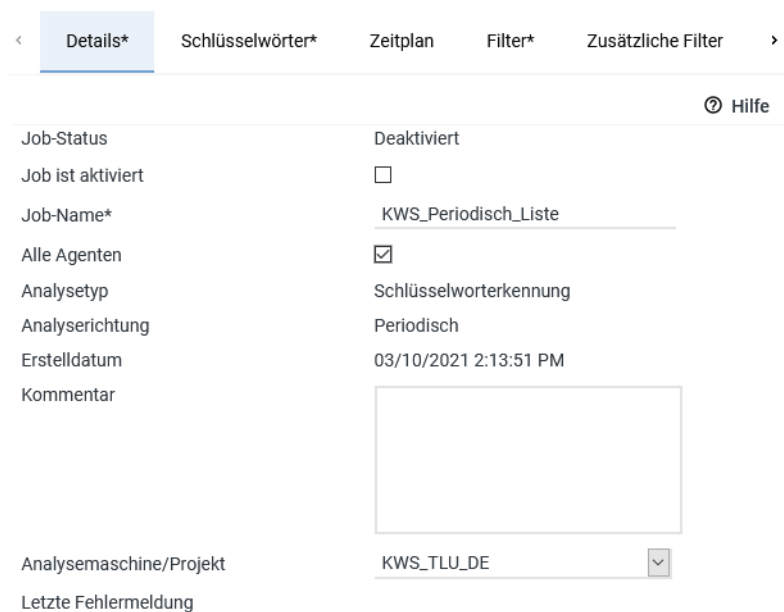 Details* Schlüsselwörter* Zeitplan Filter* Zusätzliche Filter
Hilfe
Job-Status Deaktiviert
Job ist aktiviert
Job-Name* KWS_Periodisch_Liste
Alle Agenten
Analysetyp Schlüsselworterkennung
Analyserichtung Periodisch
Erstelldatum 03/10/2021 2:13:51 PM
Kommentar
Analysemaschine/Projekt KWS_TLU_DE
Letzte Fehlermeldung